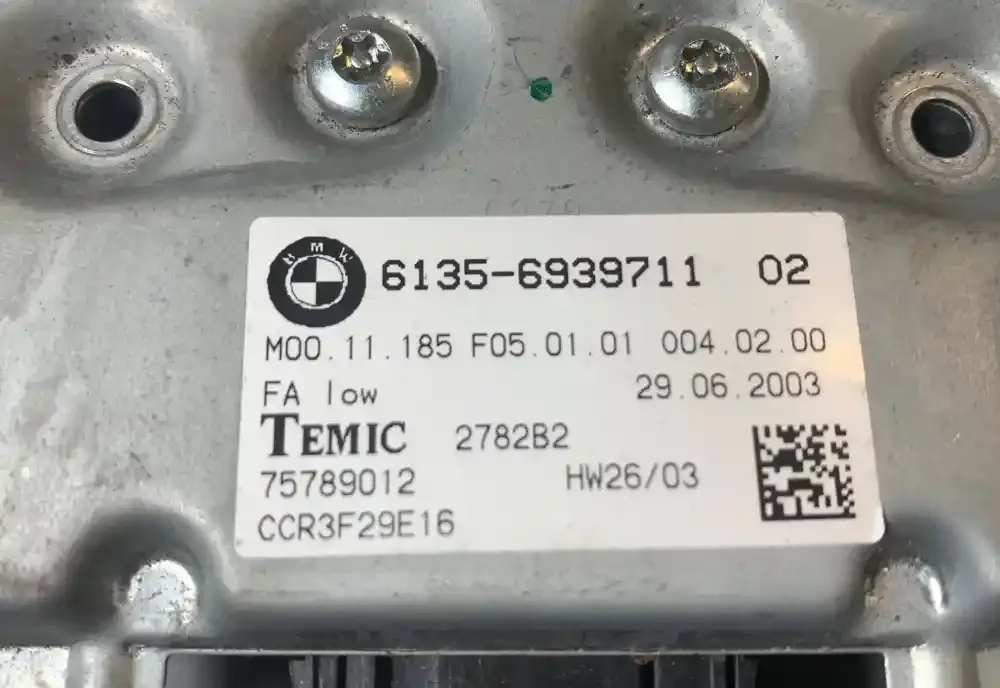 BMW 6135-6939711 02
M00.11.185 F05.01.01 004.02.00
FA low 29.06.2003
TEMIC 2782B2
75789012 HW26/03
CCR3F29E16